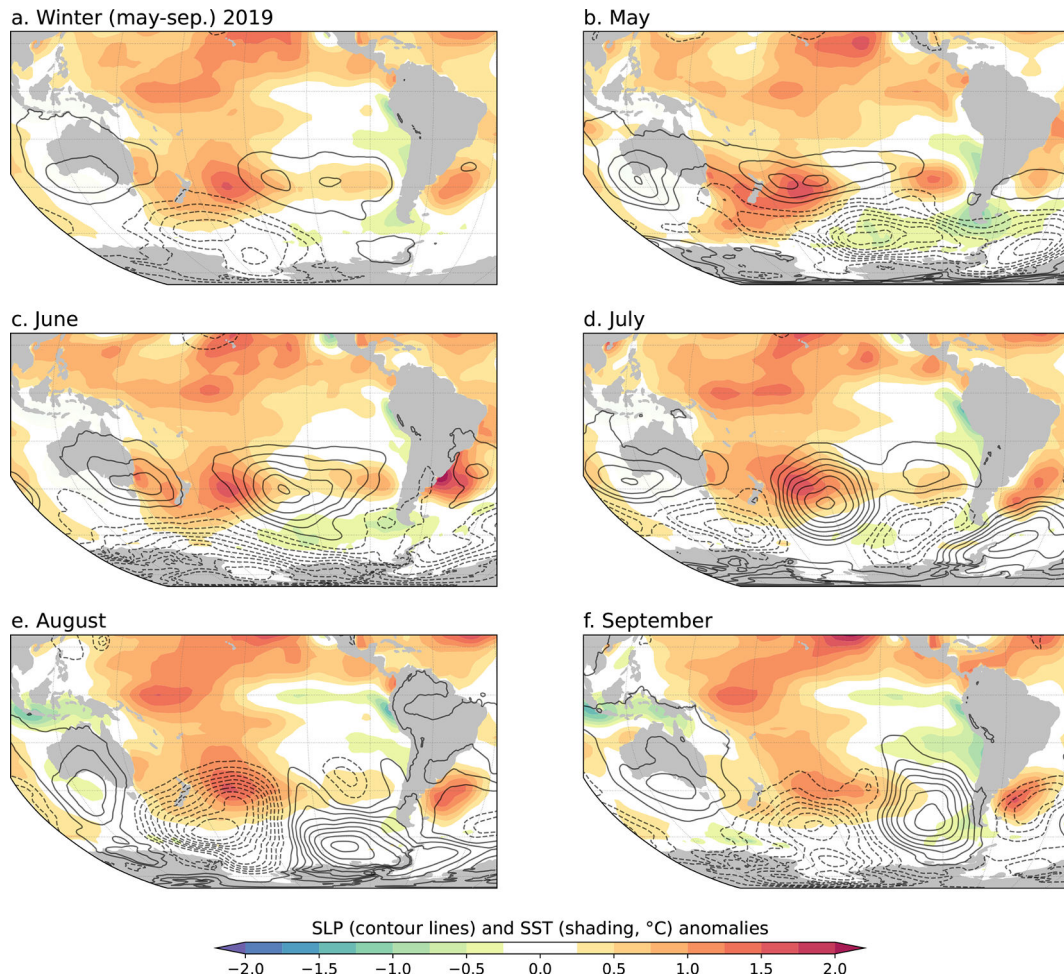 a. Winter (may-sep.) 2019
b. May
c. June
d. July
e. August
f. September
SLP (contour lines) and SST (shading, °C) anomalies
−2.0 −1.5 −1.0 −0.5 0.0 0.5 1.0 1.5 2.0